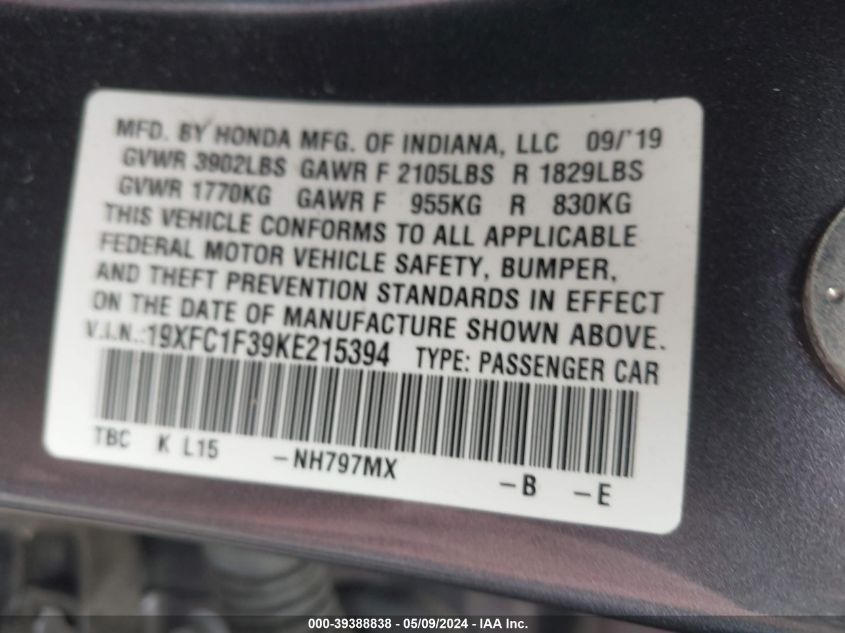 MFD. BY HONDA MFG. OF INDIANA, LLC 09/'19
GVWR 3902LBS GAWR F 2105LBS R 1829LBS
GVWR 1770KG GAWR F 955KG R 830KG
THIS VEHICLE CONFORMS TO ALL APPLICABLE
FEDERAL MOTOR VEHICLE SAFETY, BUMPER,
AND THEFT PREVENTION STANDARDS IN EFFECT
ON THE DATE OF MANUFACTURE SHOWN ABOVE.
V.I.N.:19XFC1F39KE215394 TYPE: PASSENGER CAR
TBC K L15 -NH797MX -B -E
000-39388838 - 05/09/2024 - IAA Inc.